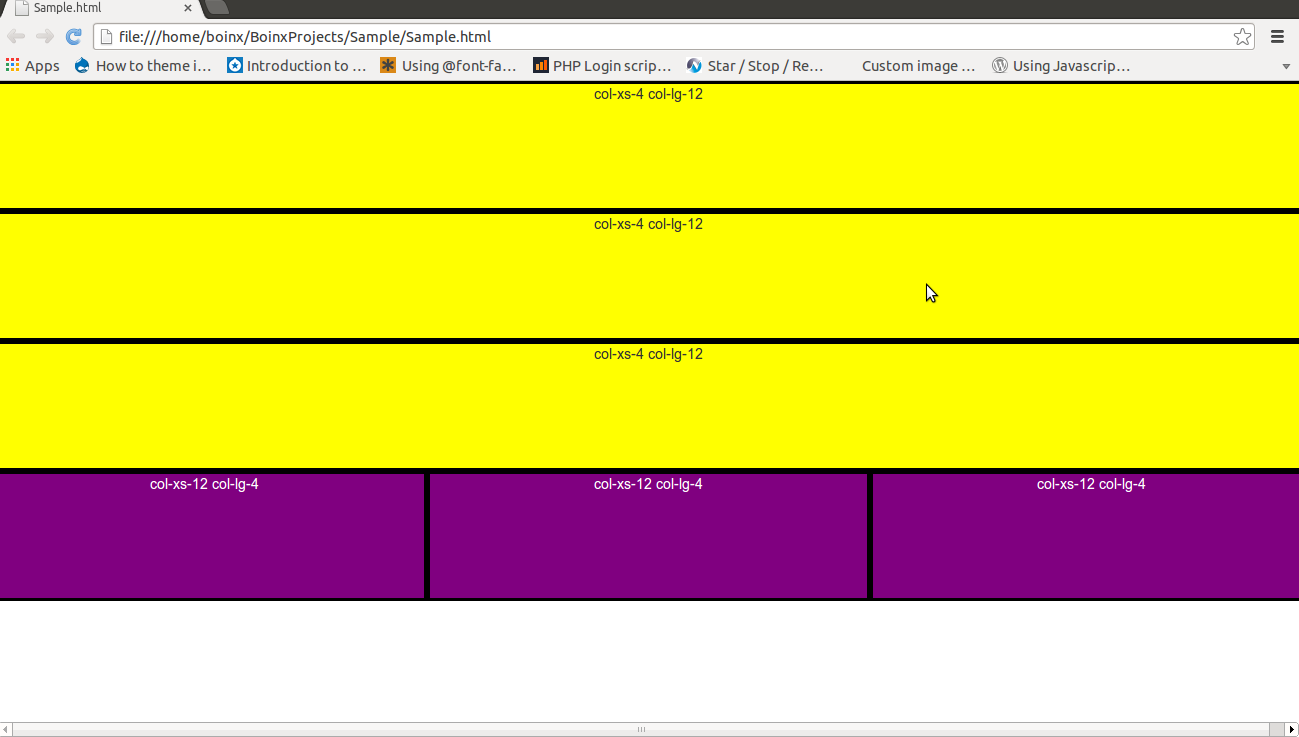 Sample.html
file:///home/boinx/BoinxProjects/Sample/Sample.html
Apps How to theme i... Introduction to ... Using @font-fa... PHP Login scrip... Star / Stop / Re... Custom image ... Using Javascrip...
col-xs-4 col-lg-12
col-xs-4 col-lg-12
col-xs-4 col-lg-12
col-xs-12 col-lg-4 col-xs-12 col-lg-4 col-xs-12 col-lg-4